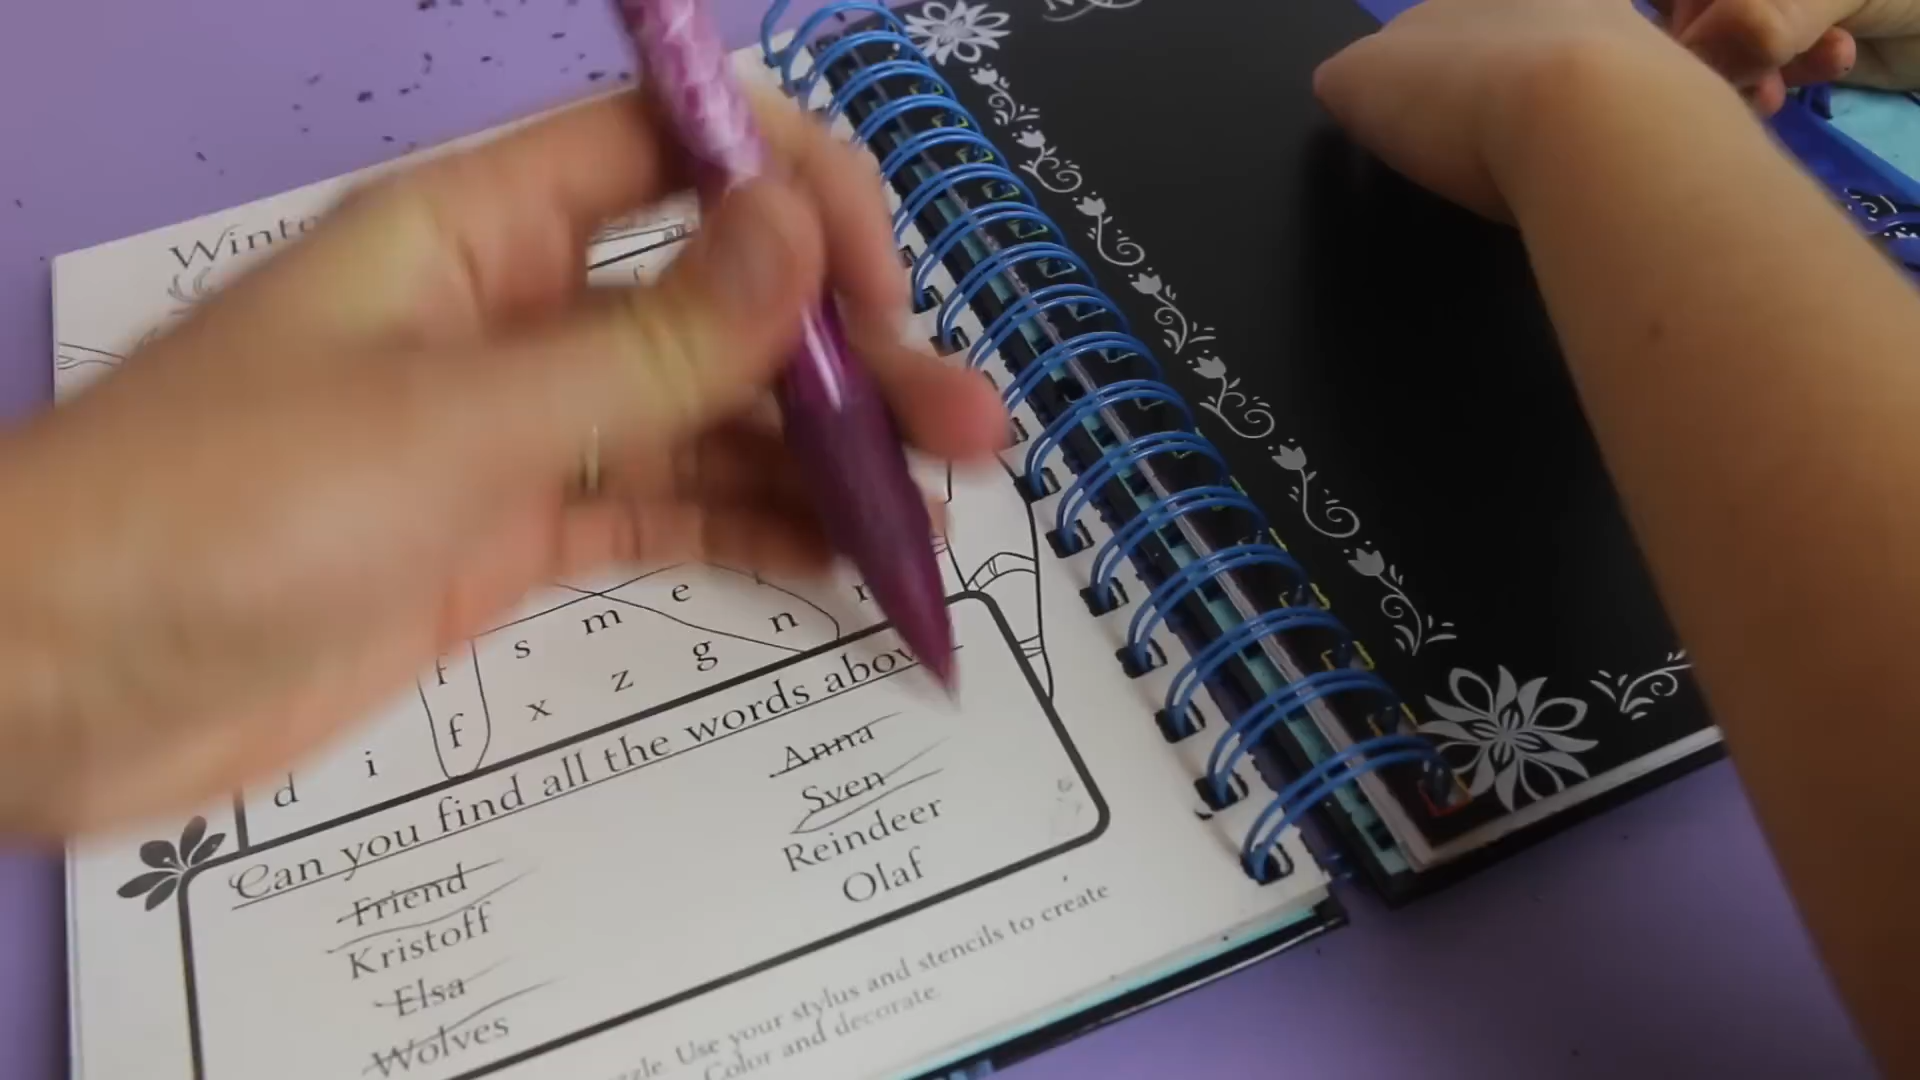 s m e
f x z g n
d i f
Can you find all the words above
Friend
Kristoff
Elsa
Wolves
Anna
Sven
Reindeer
Olaf
Use your stylus and stencils to create
Color and decorate.